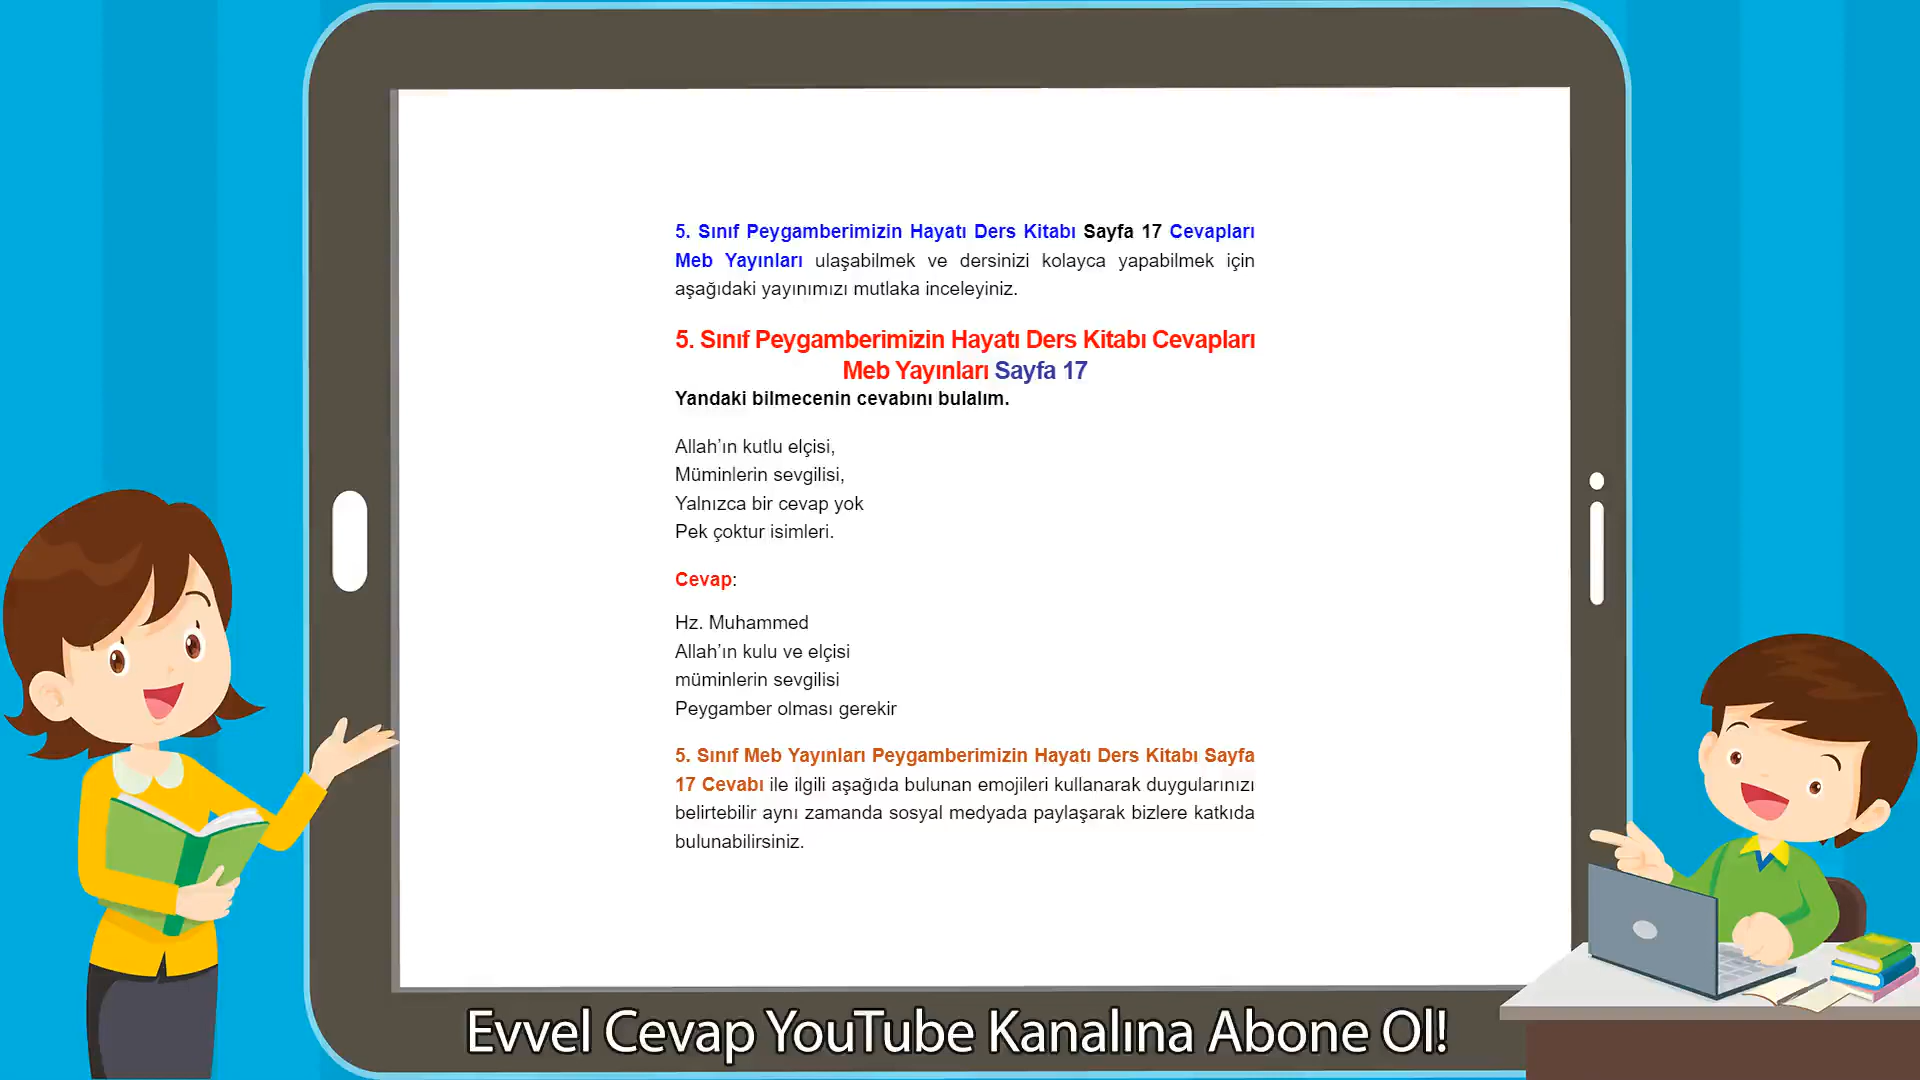 5. Sınıf Peygamberimizin Hayatı Ders Kitabı Sayfa 17 Cevapları
Meb Yayınları ulaşabilmek ve dersinizi kolayca yapabilmek için
aşağıdaki yayınımızı mutlaka inceleyiniz.
5. Sınıf Peygamberimizin Hayatı Ders Kitabı Cevapları
Meb Yayınları Sayfa 17
Yandaki bilmecenin cevabını bulalım.
Allah’ın kutlu elçisi,
Müminlerin sevgilisi,
Yalnızca bir cevap yok
Pek çoktur isimleri.
Cevap:
Hz. Muhammed
Allah’ın kulu ve elçisi
müminlerin sevgilisi
Peygamber olması gerekir
5. Sınıf Meb Yayınları Peygamberimizin Hayatı Ders Kitabı Sayfa
17 Cevabı ile ilgili aşağıda bulunan emojileri kullanarak duygularınızı
belirtebilir aynı zamanda sosyal medyada paylaşarak bizlere katkıda
bulunabilirsiniz.
Evvel Cevap YouTube Kanalına Abone Ol!